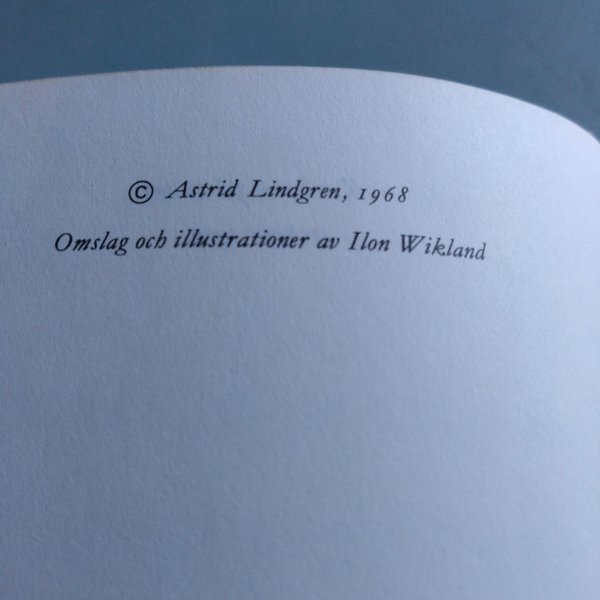 © Astrid Lindgren, 1968
Omslag och illustrationer av Ilon Wikland